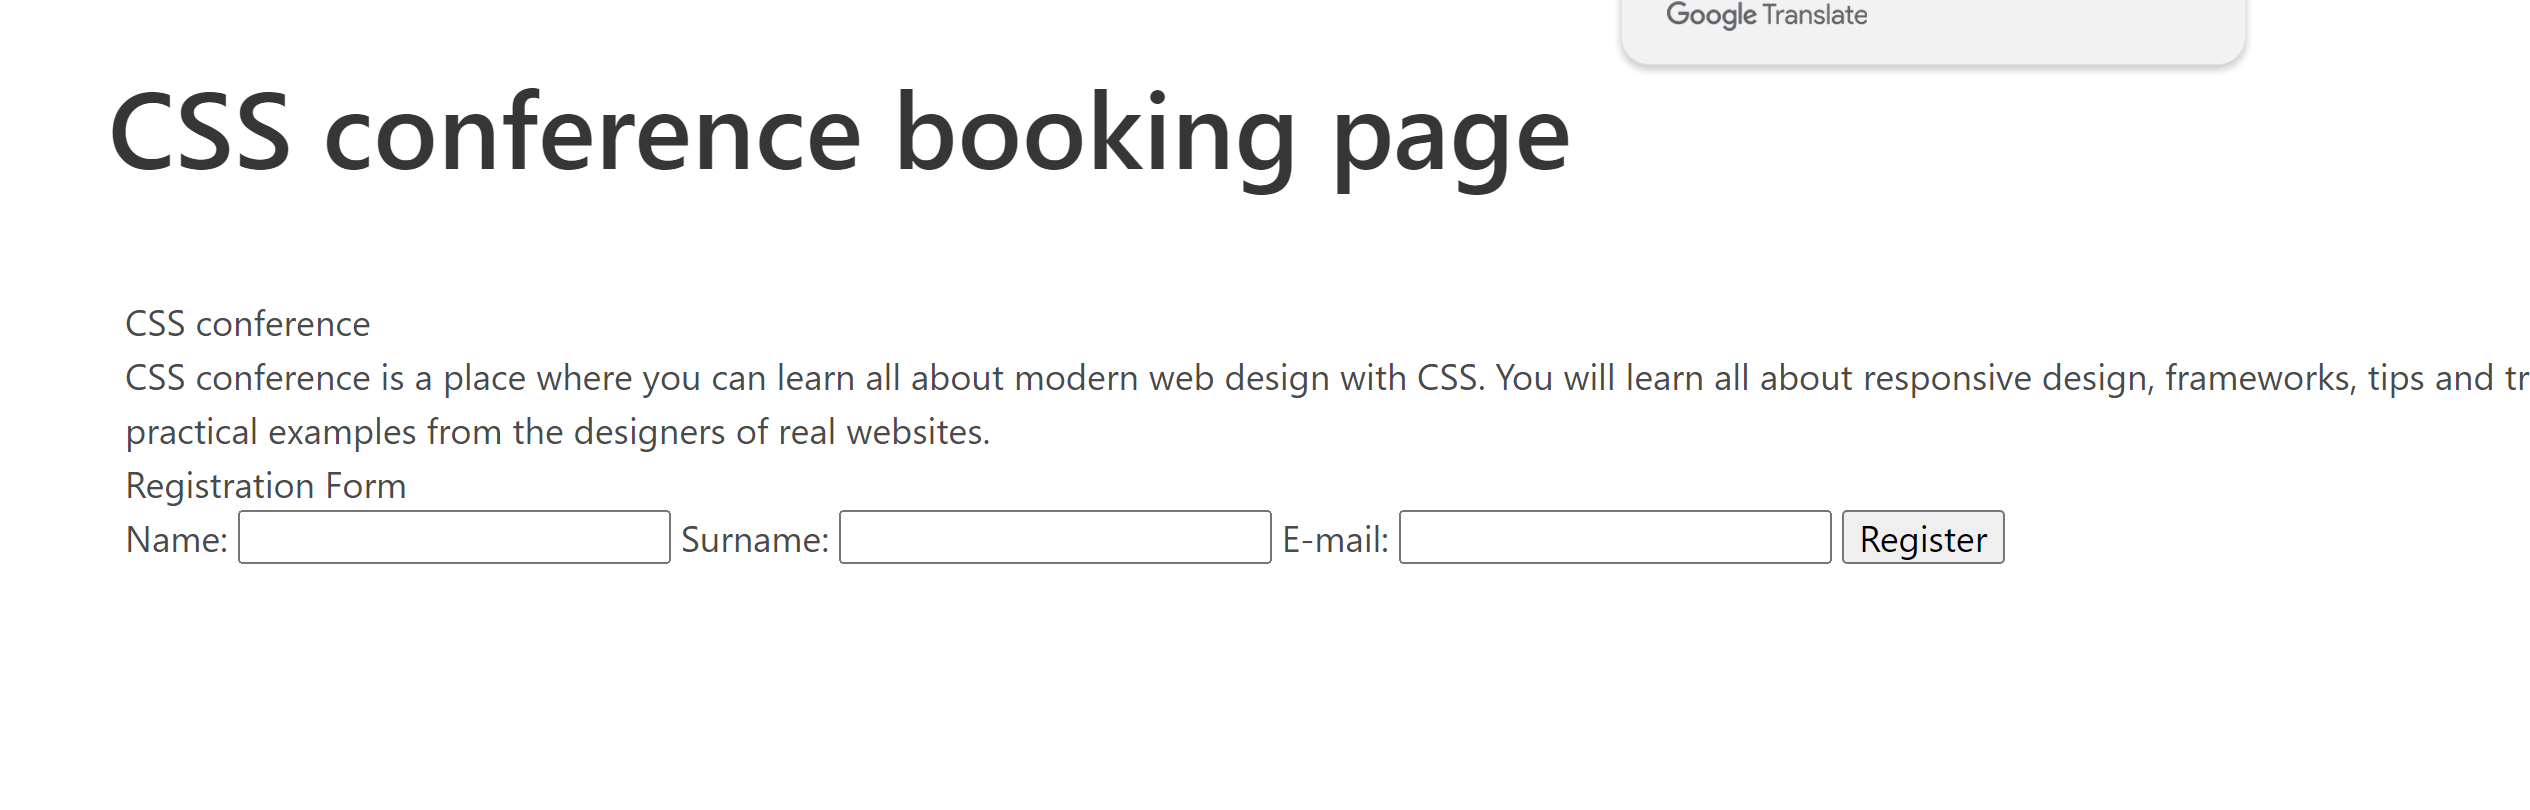 Google Translate
CSS conference booking page
CSS conference
CSS conference is a place where you can learn all about modern web design with CSS. You will learn all about responsive design, frameworks, tips and tr
practical examples from the designers of real websites.
Registration Form
Name: Surname: E-mail: Register